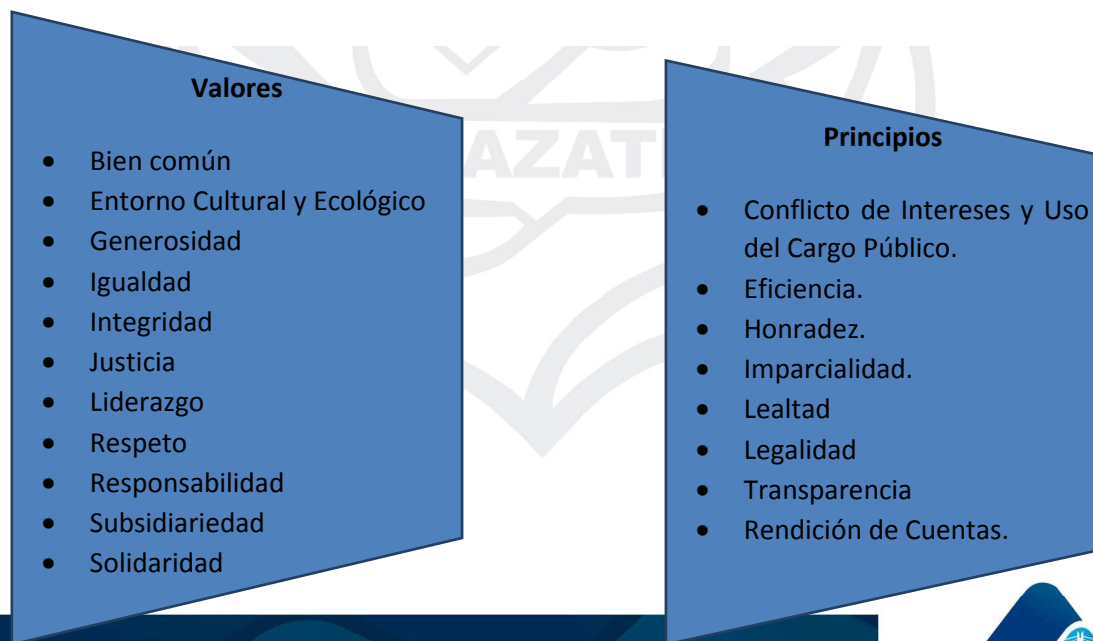 Valores
• Bien común
• Entorno Cultural y Ecológico
• Generosidad
• Igualdad
• Integridad
• Justicia
• Liderazgo
• Respeto
• Responsabilidad
• Subsidiariedad
• Solidaridad
Principios
• Conflicto de Intereses y Uso
del Cargo Público.
• Eficiencia.
• Honradez.
• Imparcialidad.
• Lealtad
• Legalidad
• Transparencia
• Rendición de Cuentas.